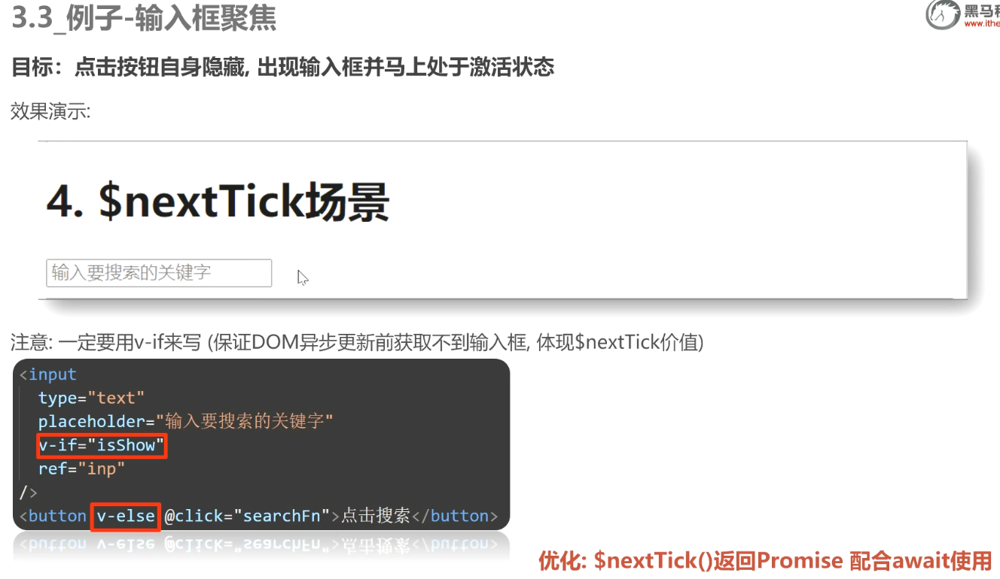 3.3_例子-输入框聚焦
黑马
www.ithe
目标：点击按钮自身隐藏, 出现输入框并马上处于激活状态
效果演示:
4. $nextTick场景
输入要搜索的关键字
注意: 一定要用v-if来写 (保证DOM异步更新前获取不到输入框, 体现$nextTick价值)
<input
type="text"
placeholder="输入要搜索的关键字"
v-if="isShow"
ref="inp"
/>
<button v-else @click="searchFn">点击搜索</button>
优化: $nextTick()返回Promise 配合await使用